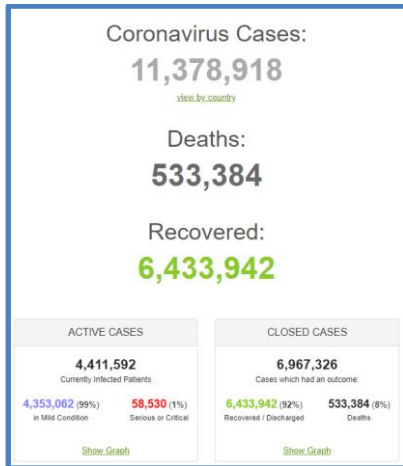 Coronavirus Cases:
11,378,918
view by country
Deaths:
533,384
Recovered:
6,433,942
ACTIVE CASES
4,411,592
Currently Infected Patients
4,353,062 (99%)
in Mild Condition
58,530 (1%)
Serious or Critical
Show Graph
CLOSED CASES
6,967,326
Cases which had an outcome:
6,433,942 (92%)
Recovered / Discharged
533,384 (8%)
Deaths
Show Graph